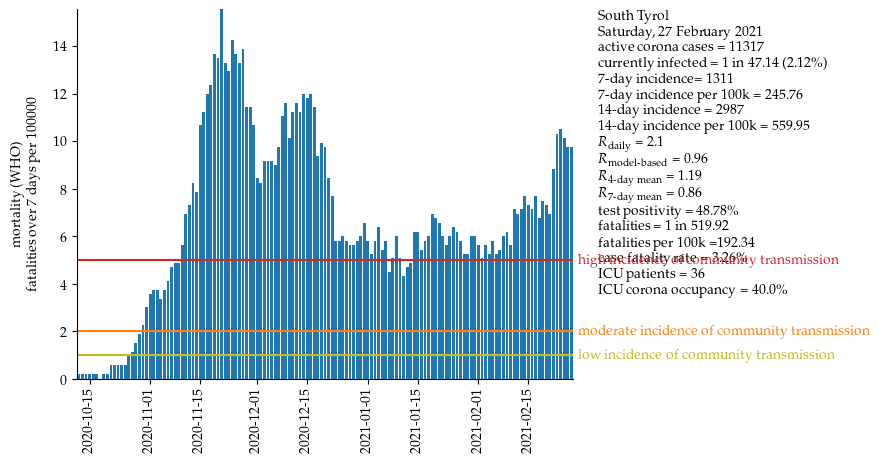 mortality (WHO)
fatalities over 7 days per 100000
14
12
10
8
6
4
2
0
2020-10-15
2020-11-01
2020-11-15
2020-12-01
2020-12-15
2021-01-01
2021-01-15
2021-02-01
2021-02-15
South Tyrol
Saturday, 27 February 2021
active corona cases = 11317
currently infected = 1 in 47.14 (2.12%)
7-day incidence= 1311
7-day incidence per 100k = 245.76
14-day incidence = 2987
14-day incidence per 100k = 559.95
R daily = 2.1
R model-based = 0.96
R 4-day mean = 1.19
R 7-day mean = 0.86
test positivity = 48.78%
fatalities = 1 in 519.92
fatalities per 100k =192.34
case fatality rate = 3.26%
high incidence of community transmission
ICU patients = 36
ICU corona occupancy = 40.0%
moderate incidence of community transmission
low incidence of community transmission